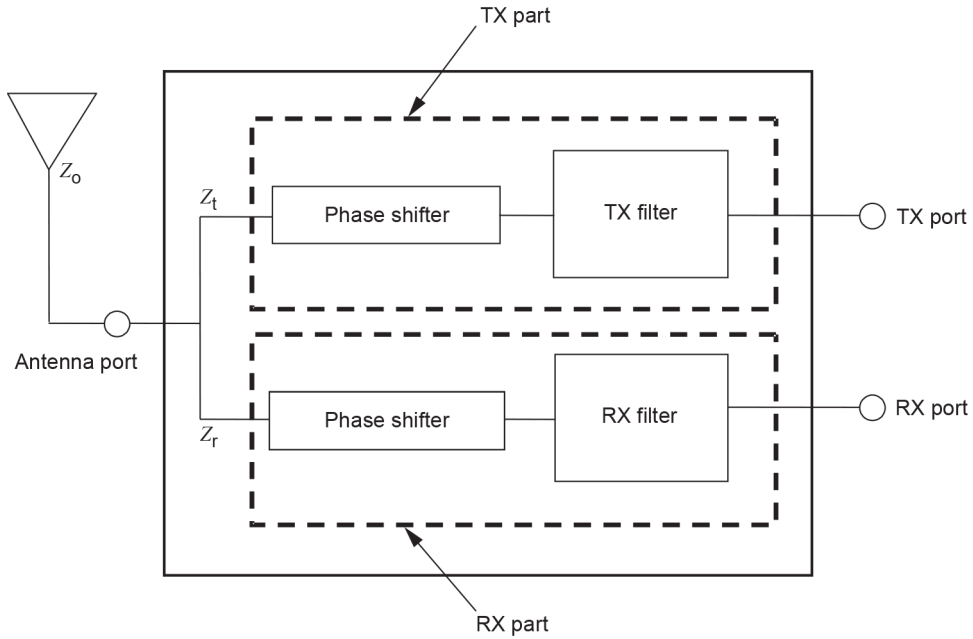 TX part
Zo
Zt
Phase shifter
TX filter
TX port
Antenna port
Phase shifter
RX filter
RX port
Zr
RX part